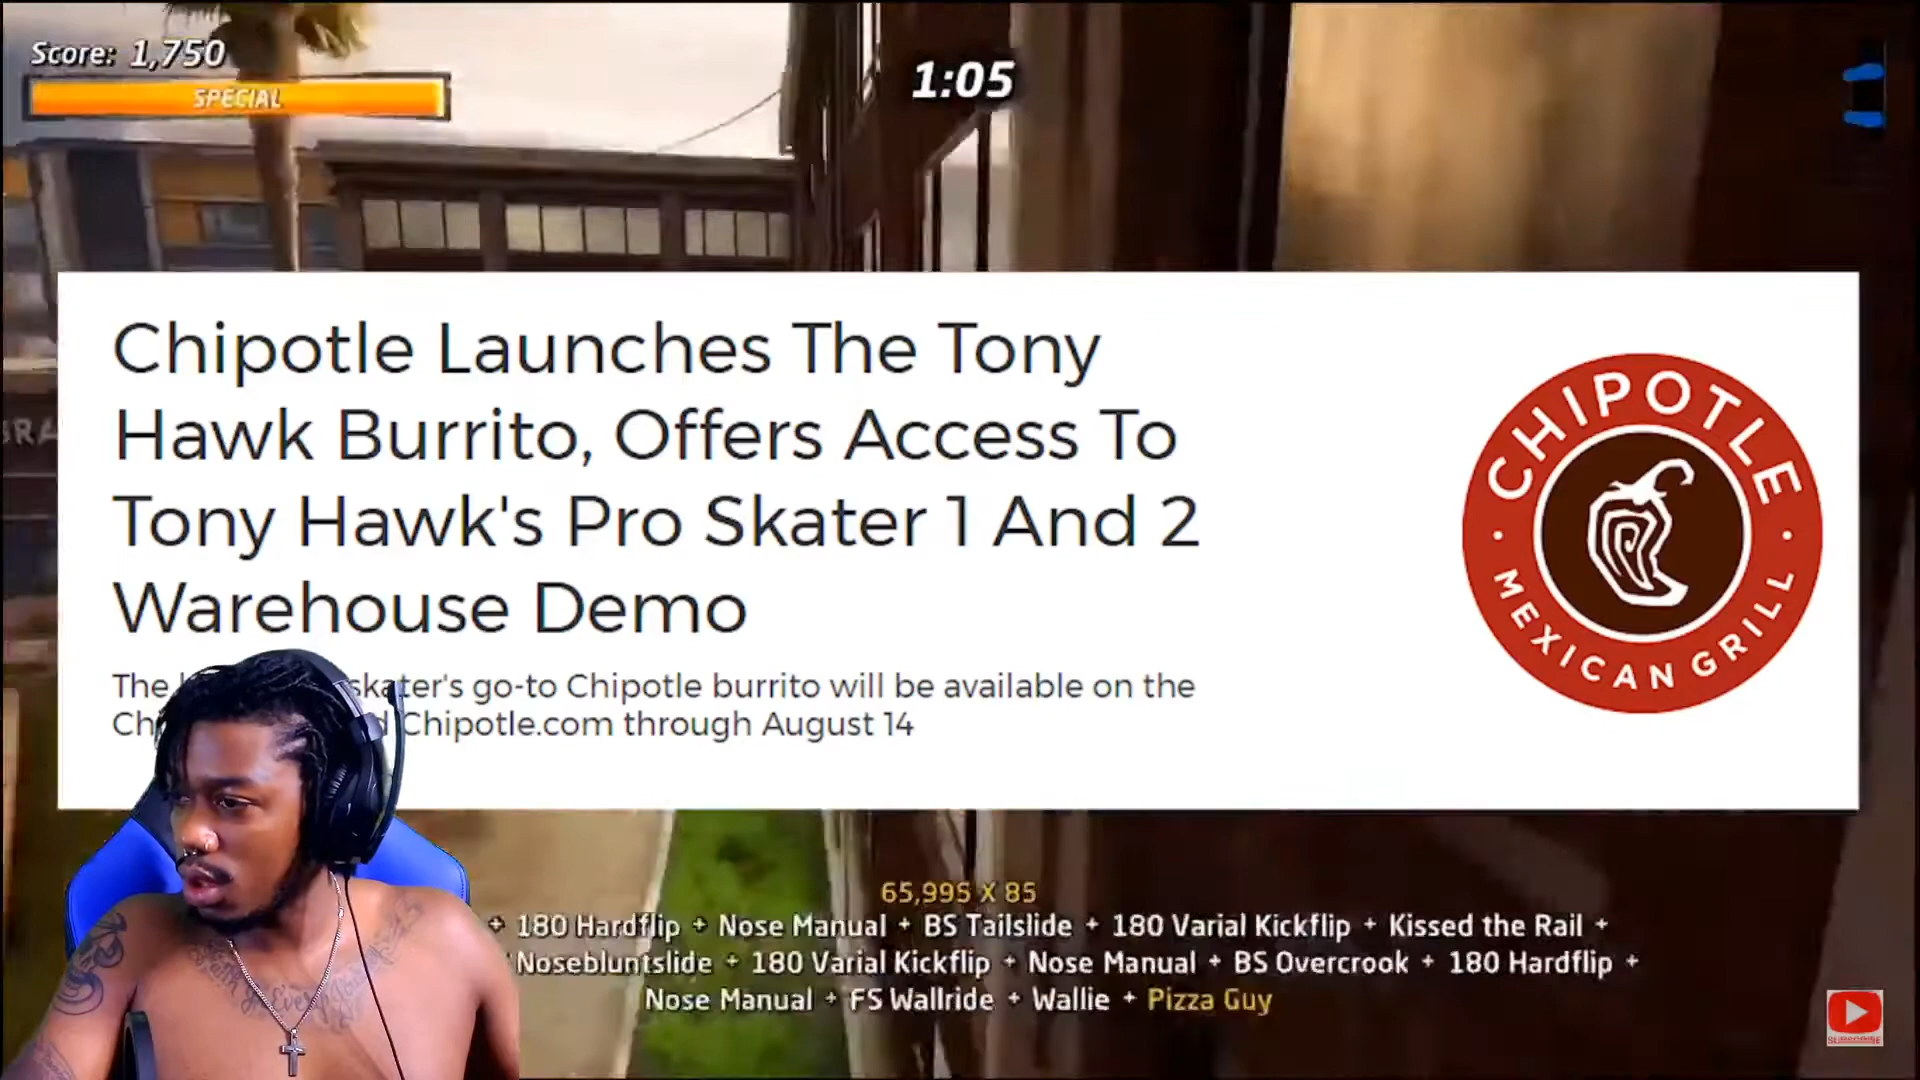 Score: 1,750
SPECIAL
1:05
Chipotle Launches The Tony
Hawk Burrito, Offers Access To
Tony Hawk's Pro Skater 1 And 2
Warehouse Demo
The skater's go-to Chipotle burrito will be available on the
Chipotle.com through August 14
CHIPOTLE
MEXICAN GRILL
65,995 X 85
+ 180 Hardflip + Nose Manual + BS Tailslide + 180 Varial Kickflip + Kissed the Rail +
Nosebluntslide + 180 Varial Kickflip + Nose Manual + BS Overcrook + 180 Hardflip +
Nose Manual + FS Wallride + Wallie + Pizza Guy
SUBSCRIBE